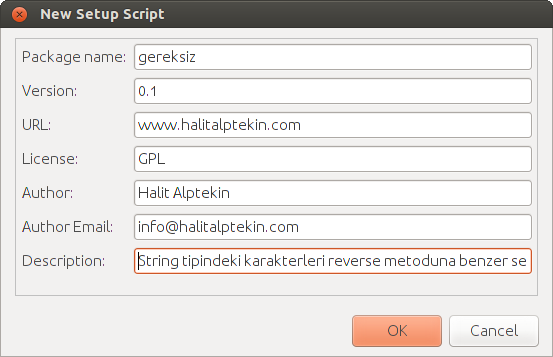 New Setup Script
Package name: gereksiz
Version: 0.1
URL: www.halitalptekin.com
License: GPL
Author: Halit Alptekin
Author Email: info@halitalptekin.com
Description: String tipindeki karakterleri reverse metoduna benzer se
OK Cancel